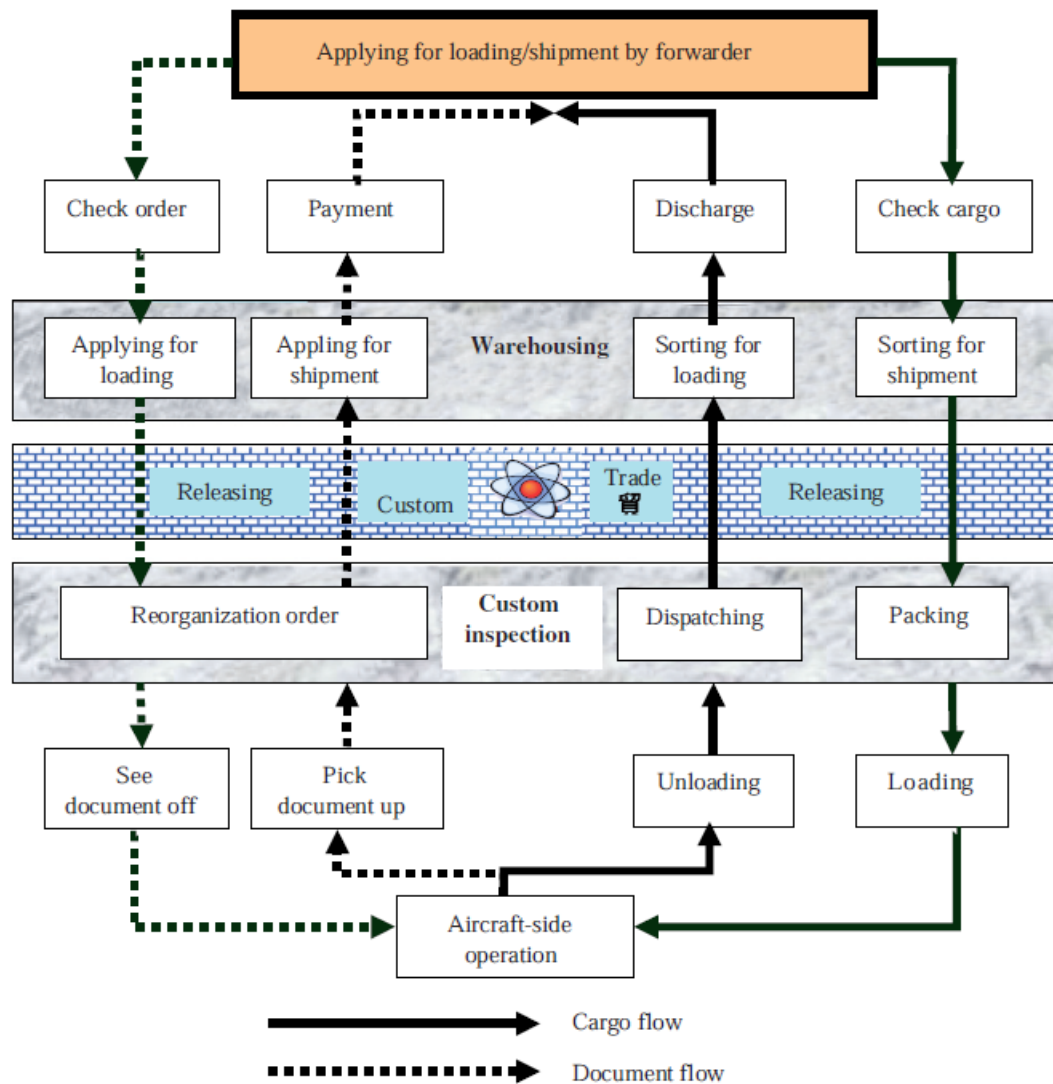 Applying for loading/shipment by forwarder
Check order
Payment
Discharge
Check cargo
Applying for
loading
Appling for
shipment
Warehousing
Sorting for
loading
Sorting for
shipment
Releasing
Custom
Trade
貿
Releasing
Reorganization order
Custom
inspection
Dispatching
Packing
See
document off
Pick
document up
Unloading
Loading
Aircraft-side
operation
Cargo flow
Document flow